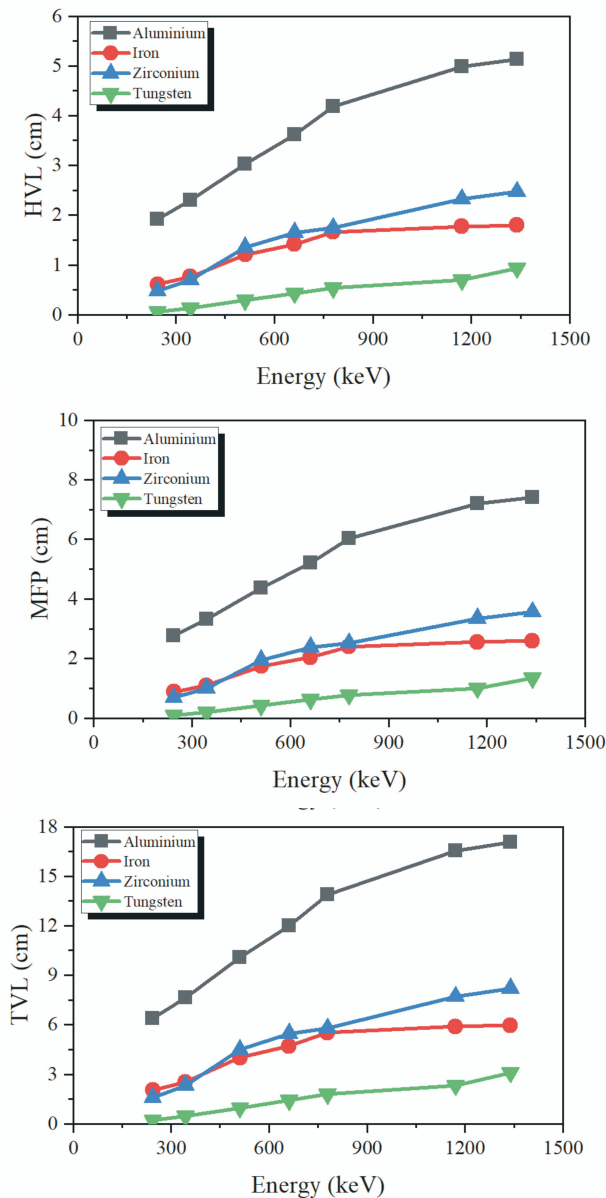 6
Aluminium
Iron
Zirconium
Tungsten
5
4
3
2
1
0
HVL (cm)
0 300 600 900 1200 1500
Energy (keV)
10
Aluminium
Iron
Zirconium
Tungsten
8
6
4
2
0
MFP (cm)
0 300 600 900 1200 1500
Energy (keV)
18
Aluminium
Iron
Zirconium
Tungsten
15
12
9
6
3
0
TVL (cm)
0 300 600 900 1200 1500
Energy (keV)